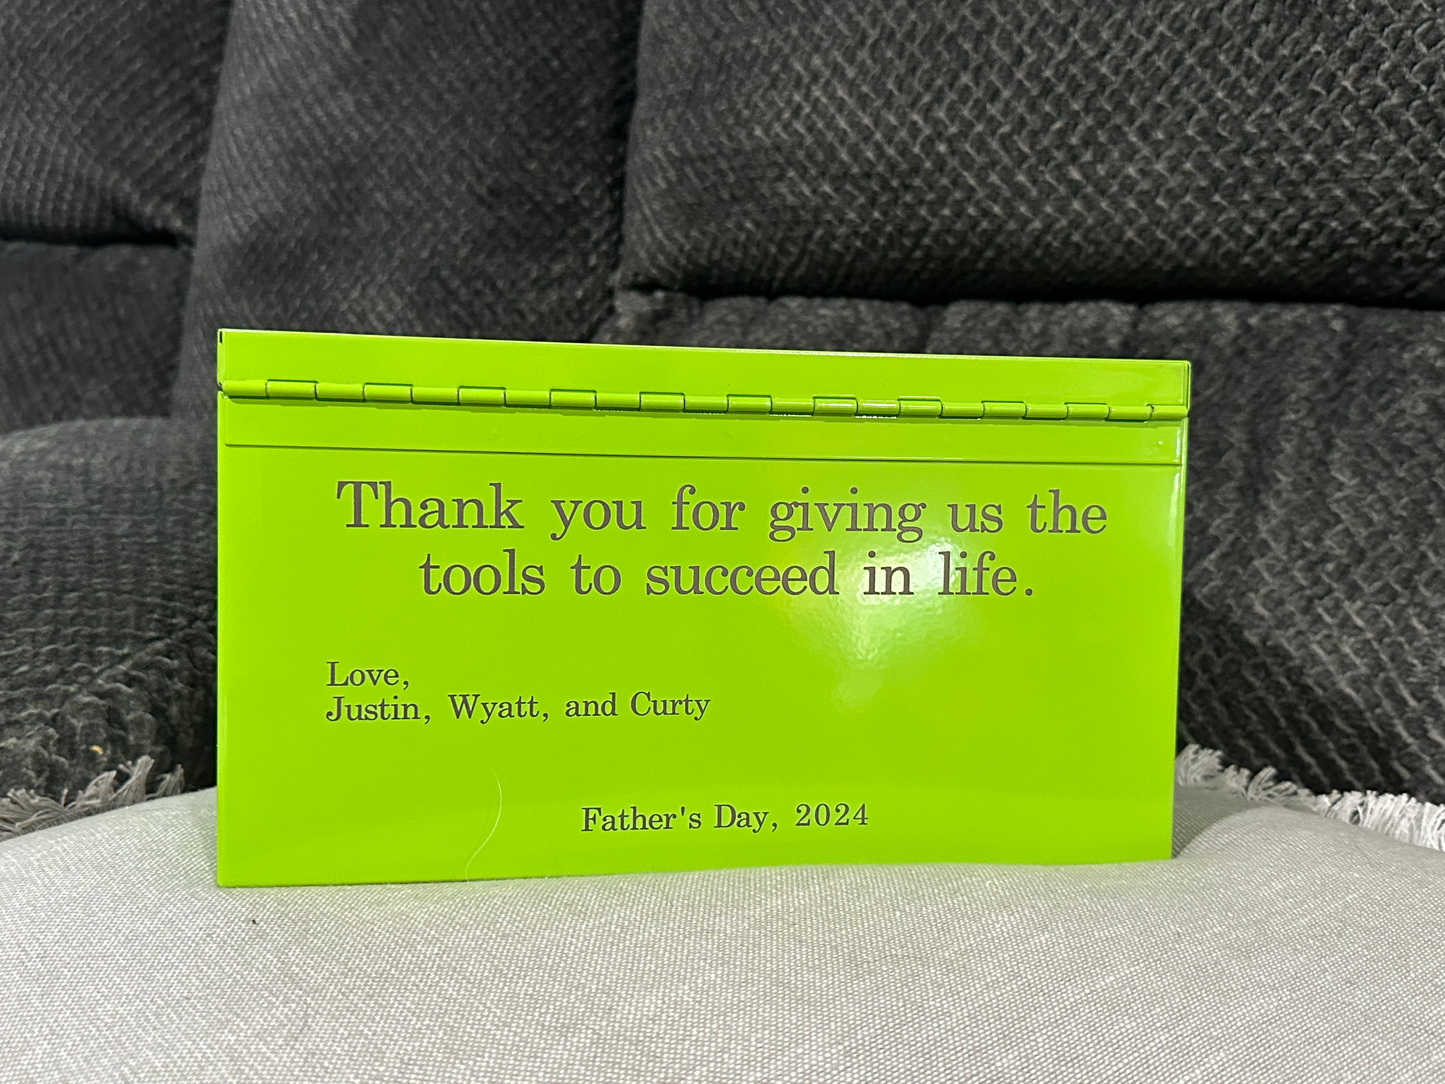 Thank you for giving us the
tools to succeed in life.
Love,
Justin, Wyatt, and Curty
Father's Day, 2024